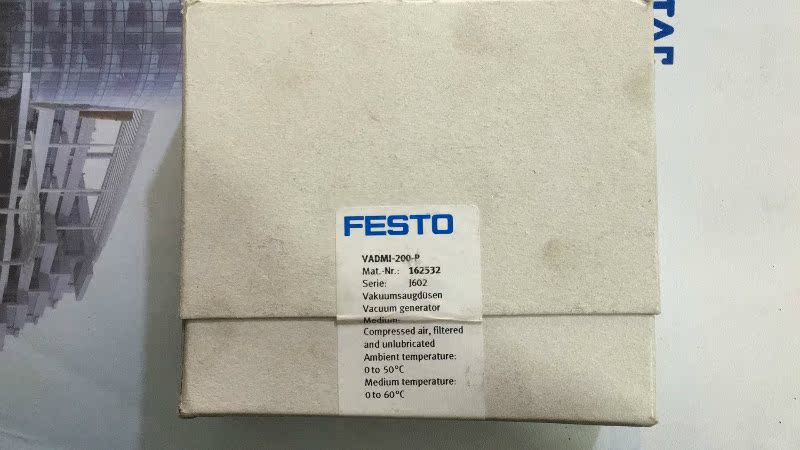 FESTO
VADMI-200-P
Mat.-Nr.: 162532
Serie: J602
Vakuumsaugdüsen
Vacuum generator
Medium:
Compressed air, filtered
and unlubricated
Ambient temperature:
0 to 50°C
Medium temperature:
0 to 60°C